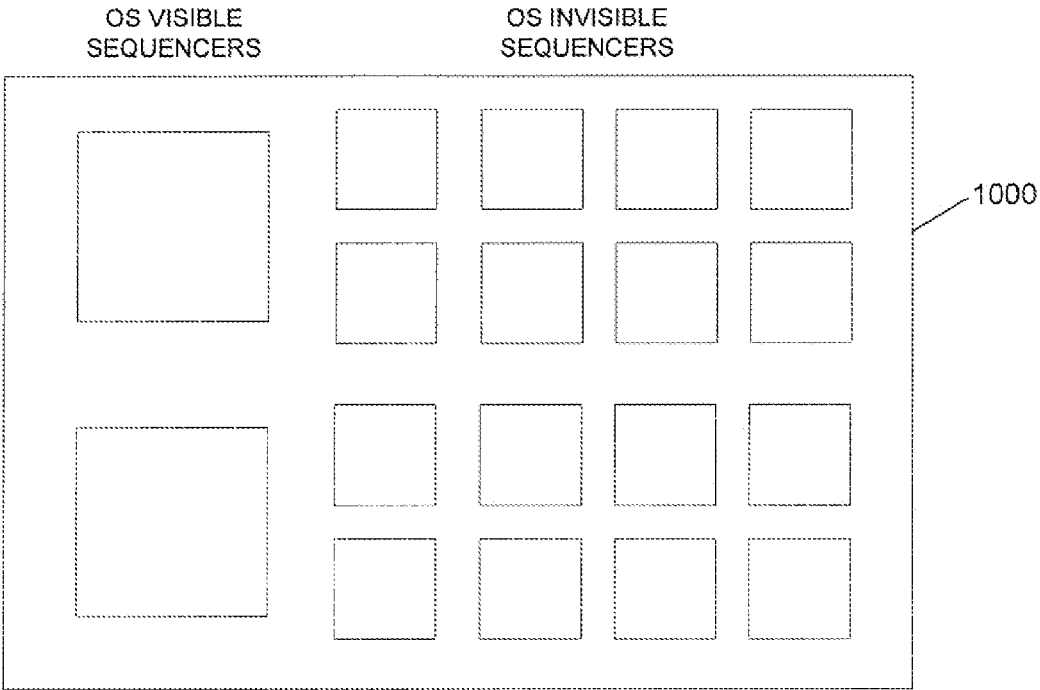 OS VISIBLE
SEQUENCERS
OS INVISIBLE
SEQUENCERS
1000